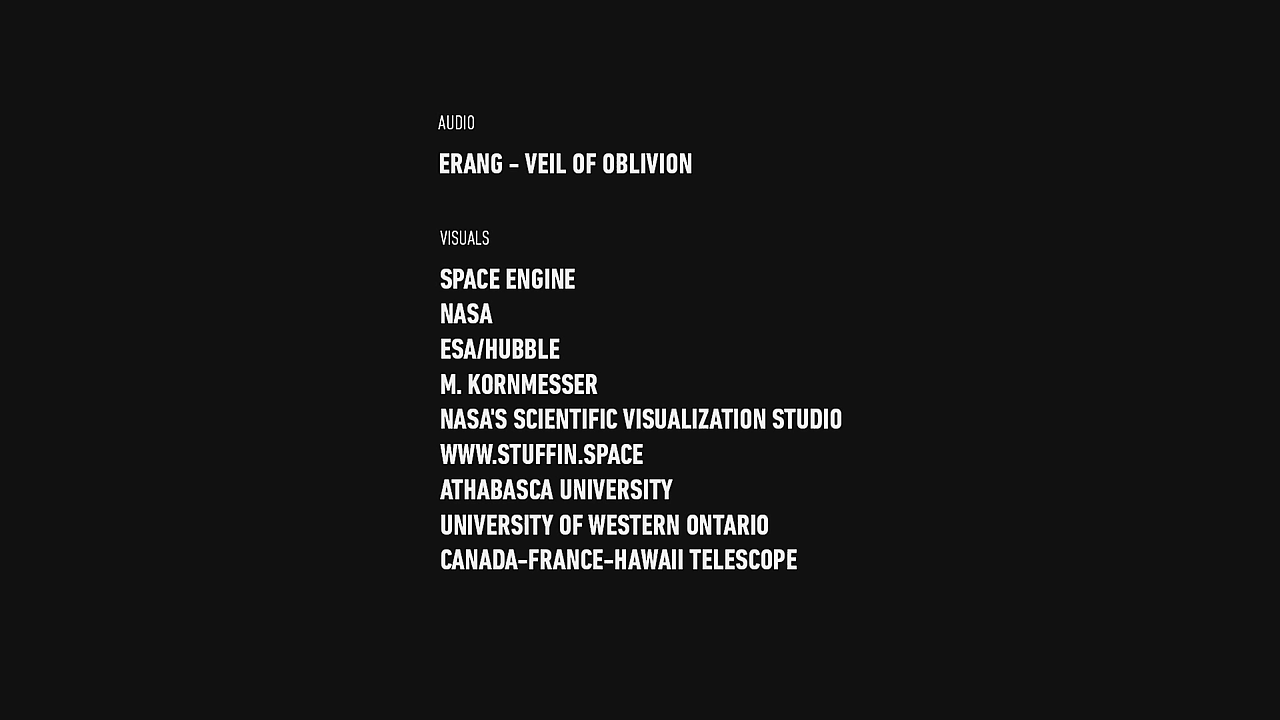 AUDIO
ERANG - VEIL OF OBLIVION
VISUALS
SPACE ENGINE
NASA
ESA/HUBBLE
M. KORNMESSER
NASA'S SCIENTIFIC VISUALIZATION STUDIO
WWW.STUFFIN.SPACE
ATHABASCA UNIVERSITY
UNIVERSITY OF WESTERN ONTARIO
CANADA-FRANCE-HAWAII TELESCOPE